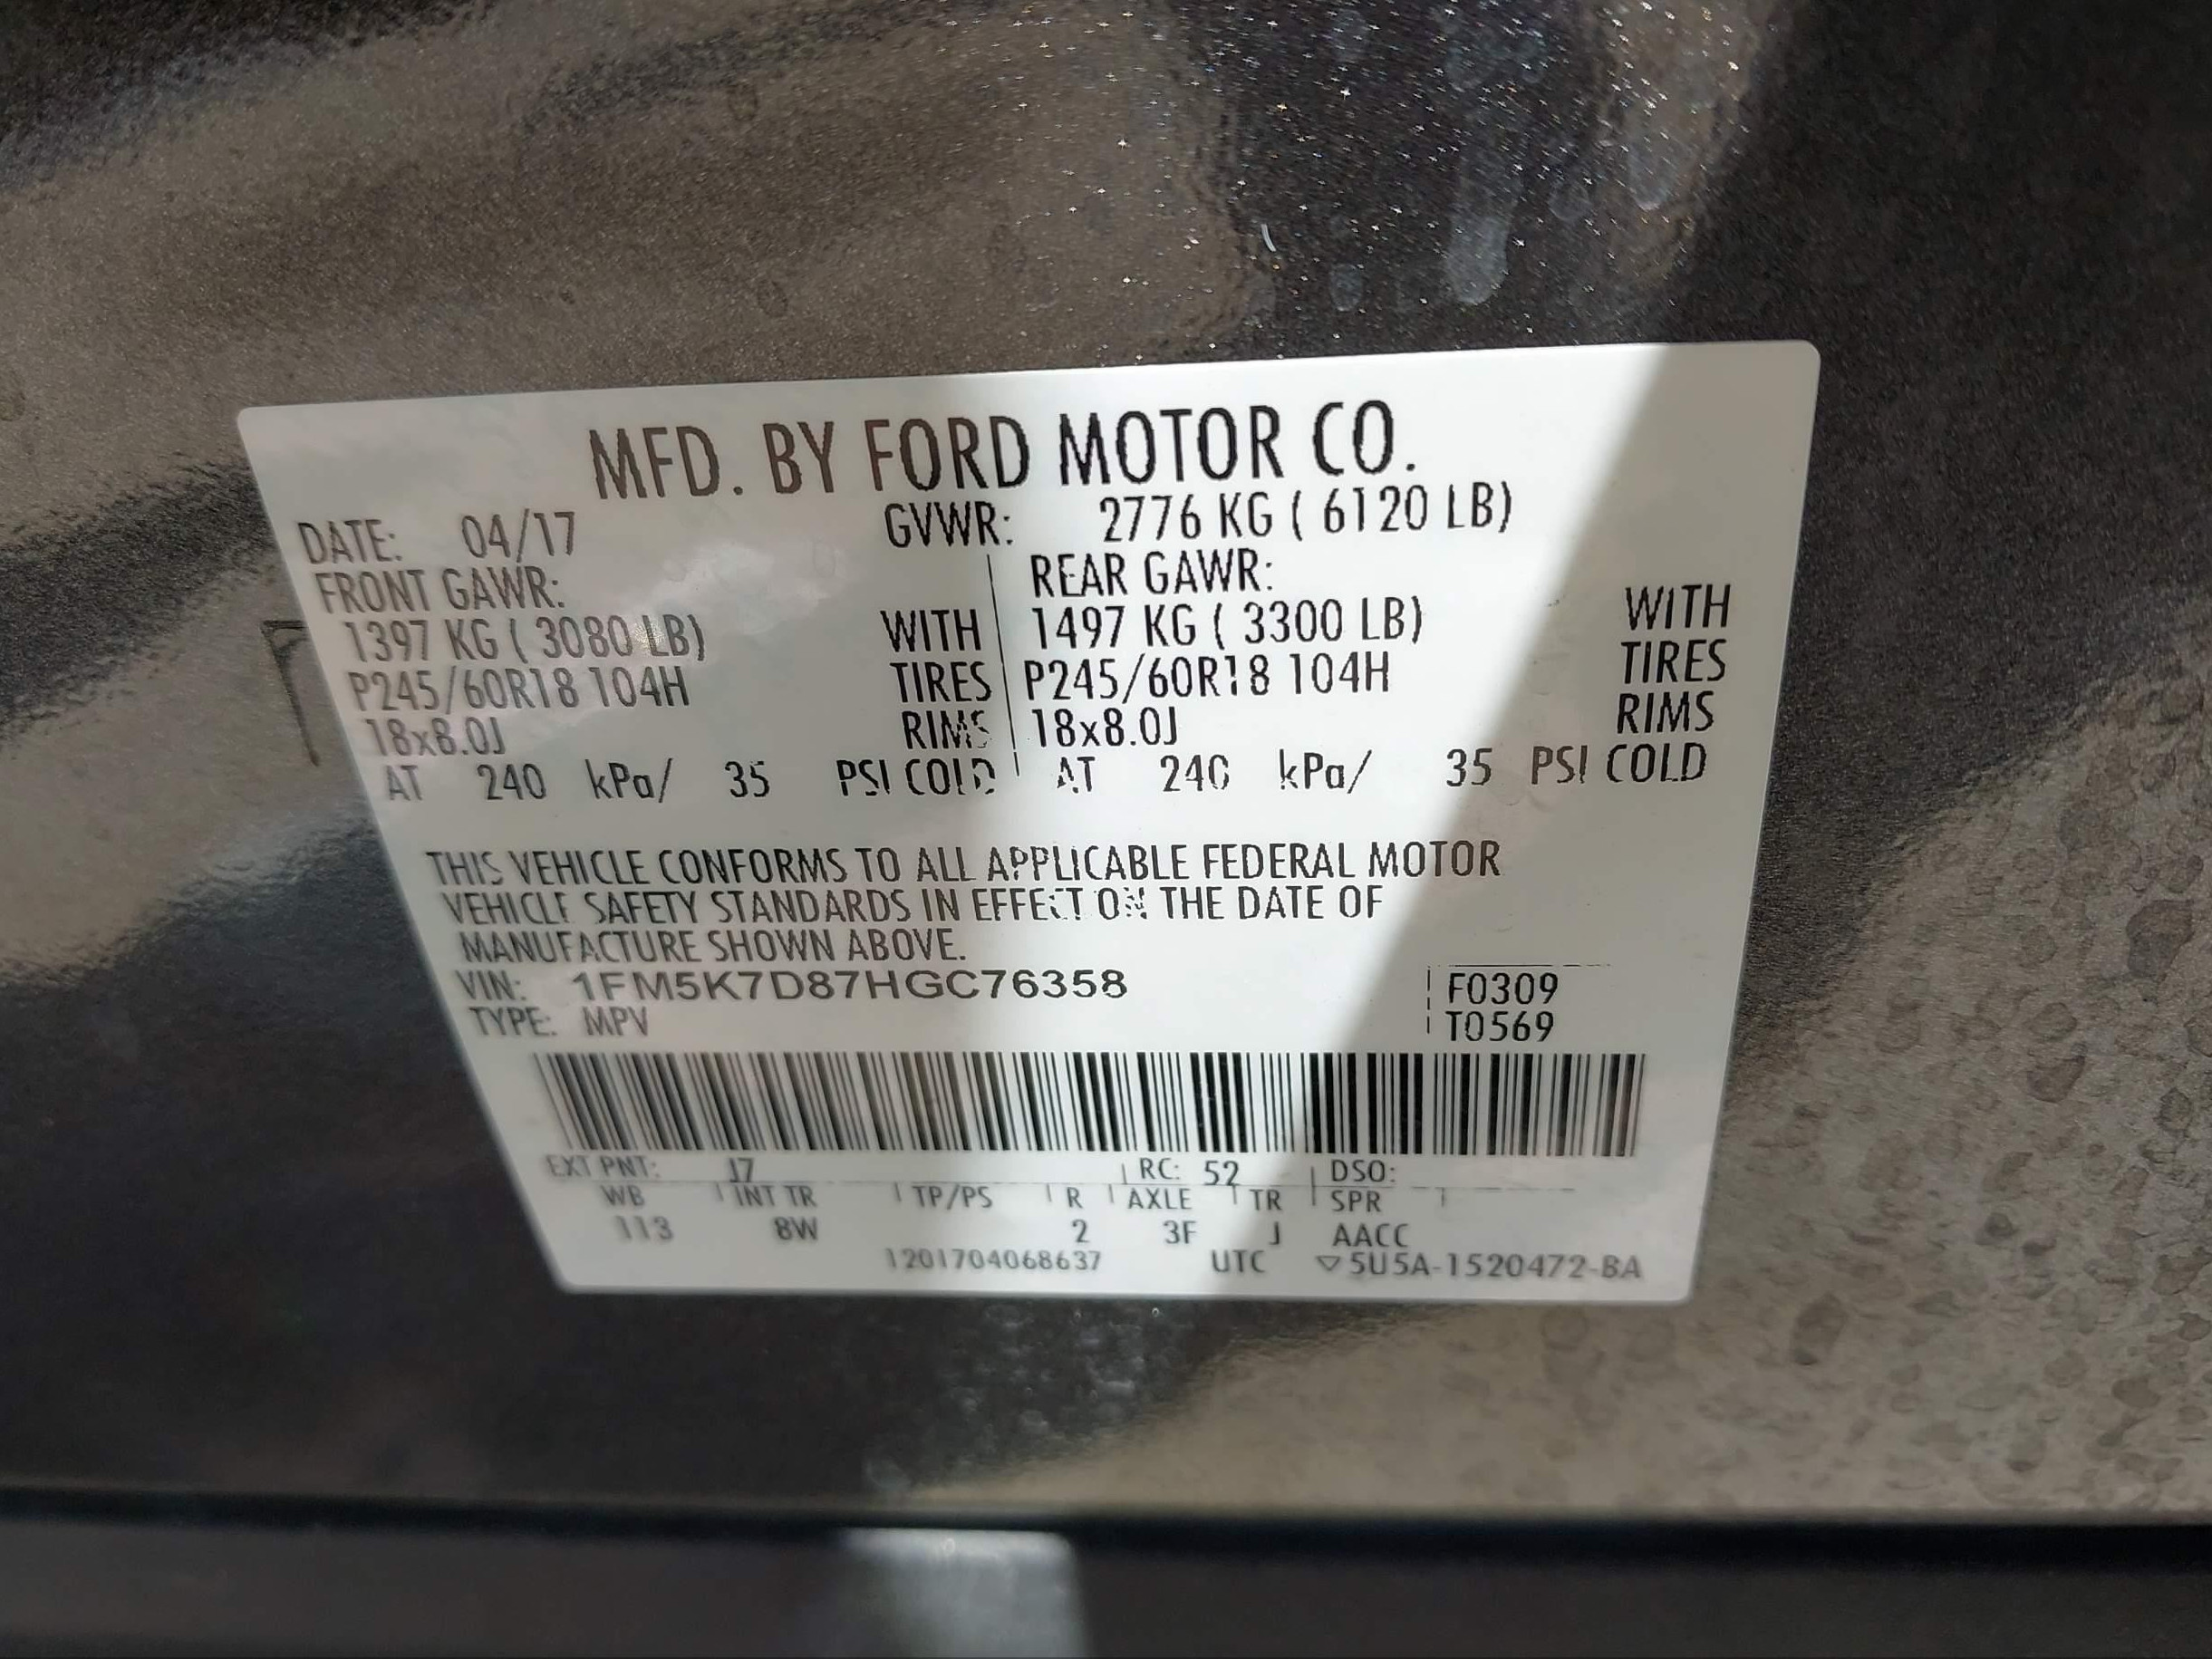 MFD. BY FORD MOTOR CO.
DATE: 04/17 GVWR: 2776 KG ( 6120 LB)
FRONT GAWR: REAR GAWR:
1397 KG ( 3080 LB) WITH 1497 KG ( 3300 LB) WITH
P245/60R18 104H TIRES P245/60R18 104H TIRES
18x8.0J RIMS 18x8.0J RIMS
AT 240 kPa/ 35 PSI COLD AT 240 kPa/ 35 PSI COLD
THIS VEHICLE CONFORMS TO ALL APPLICABLE FEDERAL MOTOR
VEHICLE SAFETY STANDARDS IN EFFECT ON THE DATE OF
MANUFACTURE SHOWN ABOVE.
VIN: 1FM5K7D87HGC76358 F0309
TYPE: MPV T0569
EXT PNT: J7 RC: 52 DSO:
WB INT TR TP/PS R AXLE TR SPR
113 8W 2 3F J AACC
1201704068637 UTC ▽5U5A-1520472-BA